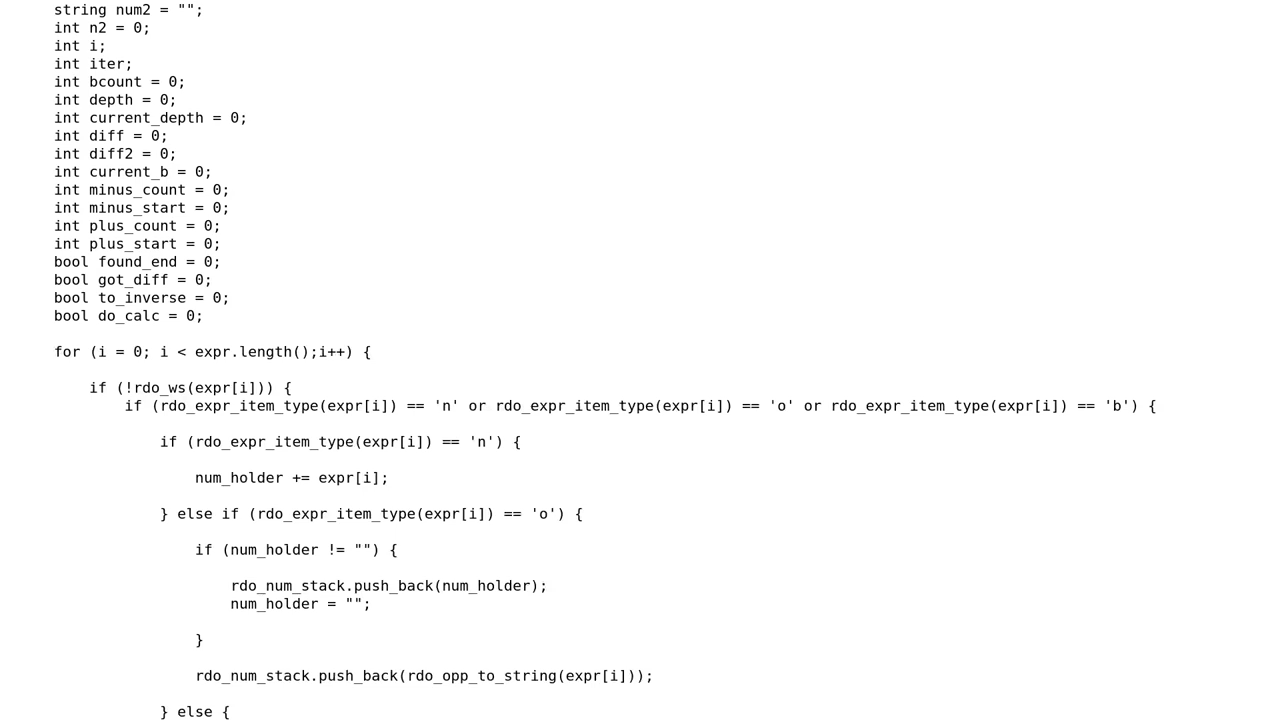 string num2 = "";
int n2 = 0;
int i;
int iter;
int bcount = 0;
int depth = 0;
int current_depth = 0;
int diff = 0;
int diff2 = 0;
int current_b = 0;
int minus_count = 0;
int minus_start = 0;
int plus_count = 0;
int plus_start = 0;
bool found_end = 0;
bool got_diff = 0;
bool to_inverse = 0;
bool do_calc = 0;
for (i = 0; i < expr.length();i++) {
if (!rdo_ws(expr[i])) {
if (rdo_expr_item_type(expr[i]) == 'n' or rdo_expr_item_type(expr[i]) == 'o' or rdo_expr_item_type(expr[i]) == 'b') {
if (rdo_expr_item_type(expr[i]) == 'n') {
num_holder += expr[i];
} else if (rdo_expr_item_type(expr[i]) == 'o') {
if (num_holder != "") {
rdo_num_stack.push_back(num_holder);
num_holder = "";
}
rdo_num_stack.push_back(rdo_opp_to_string(expr[i]));
} else {